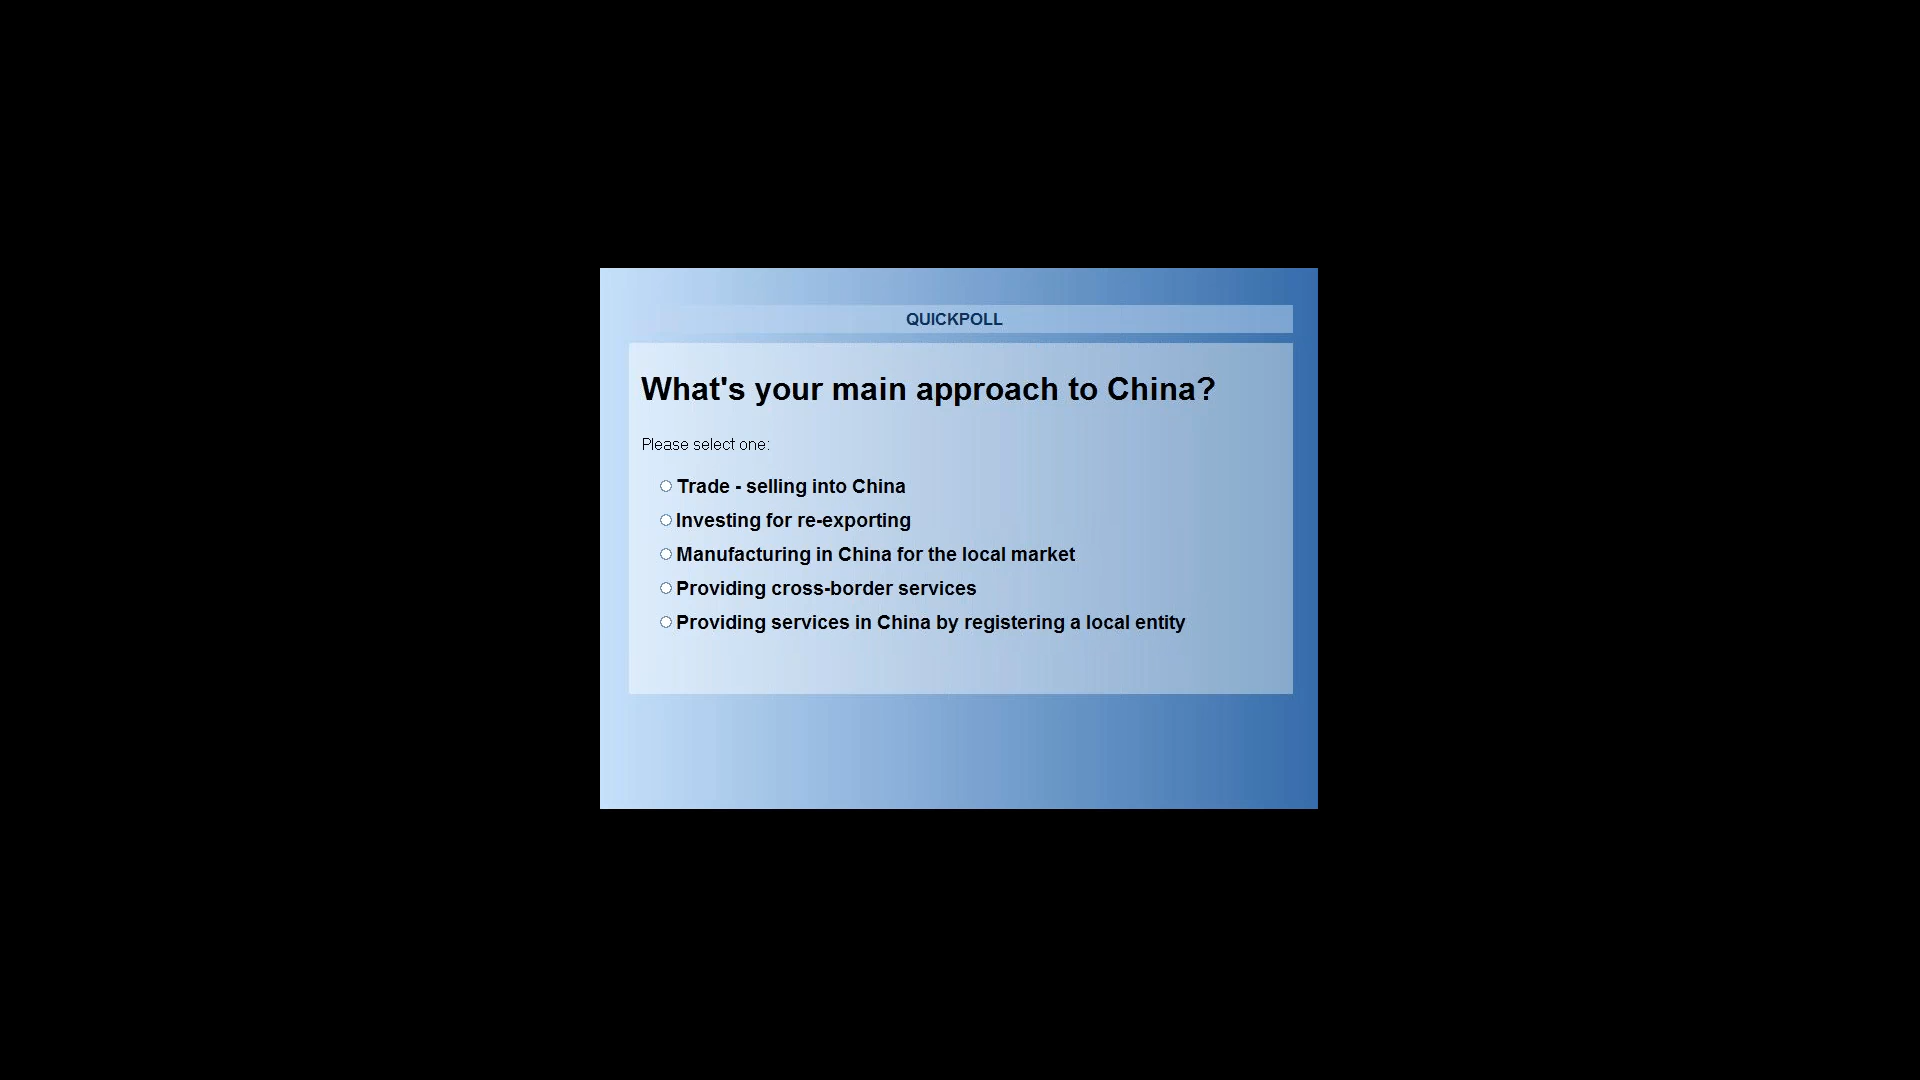 QUICKPOLL
What's your main approach to China?
Please select one:
Trade - selling into China
Investing for re-exporting
Manufacturing in China for the local market
Providing cross-border services
Providing services in China by registering a local entity